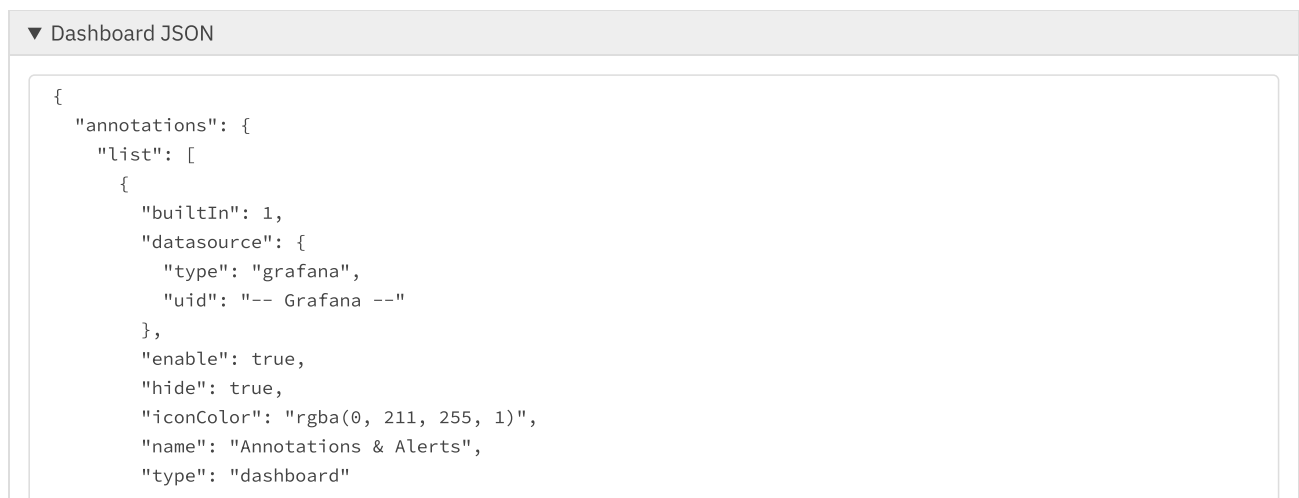 ▼ Dashboard JSON
{
  "annotations": {
    "list": [
      {
        "builtIn": 1,
        "datasource": {
          "type": "grafana",
          "uid": "-- Grafana --"
        },
        "enable": true,
        "hide": true,
        "iconColor": "rgba(0, 211, 255, 1)",
        "name": "Annotations & Alerts",
        "type": "dashboard"